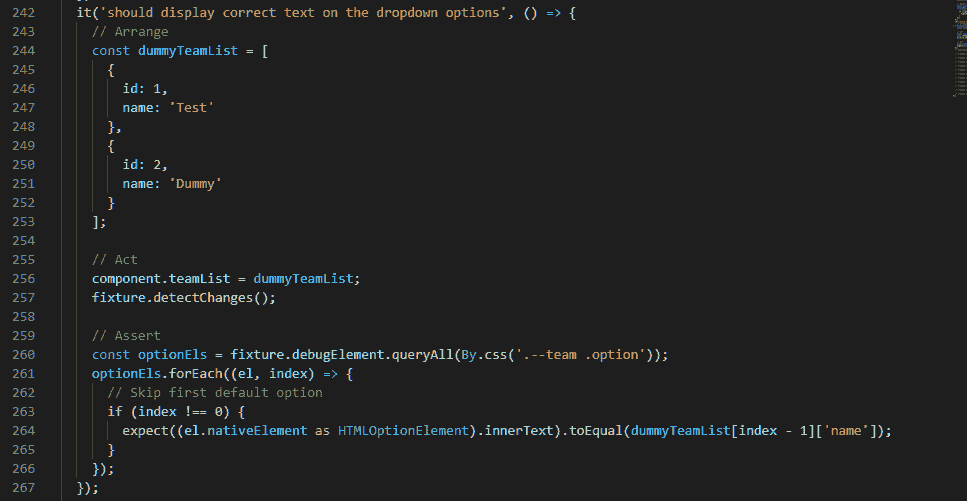 242 it('should display correct text on the dropdown options', () => {
243 // Arrange
244 const dummyTeamList = [
245 {
246 id: 1,
247 name: 'Test'
248 },
249 {
250 id: 2,
251 name: 'Dummy'
252 }
253 ];
254
255 // Act
256 component.teamList = dummyTeamList;
257 fixture.detectChanges();
258
259 // Assert
260 const optionEls = fixture.debugElement.queryAll(By.css('.--team .option'));
261 optionEls.forEach((el, index) => {
262 // Skip first default option
263 if (index !== 0) {
264 expect((el.nativeElement as HTMLOptionElement).innerText).toEqual(dummyTeamList[index - 1]['name']);
265 }
266 });
267 });